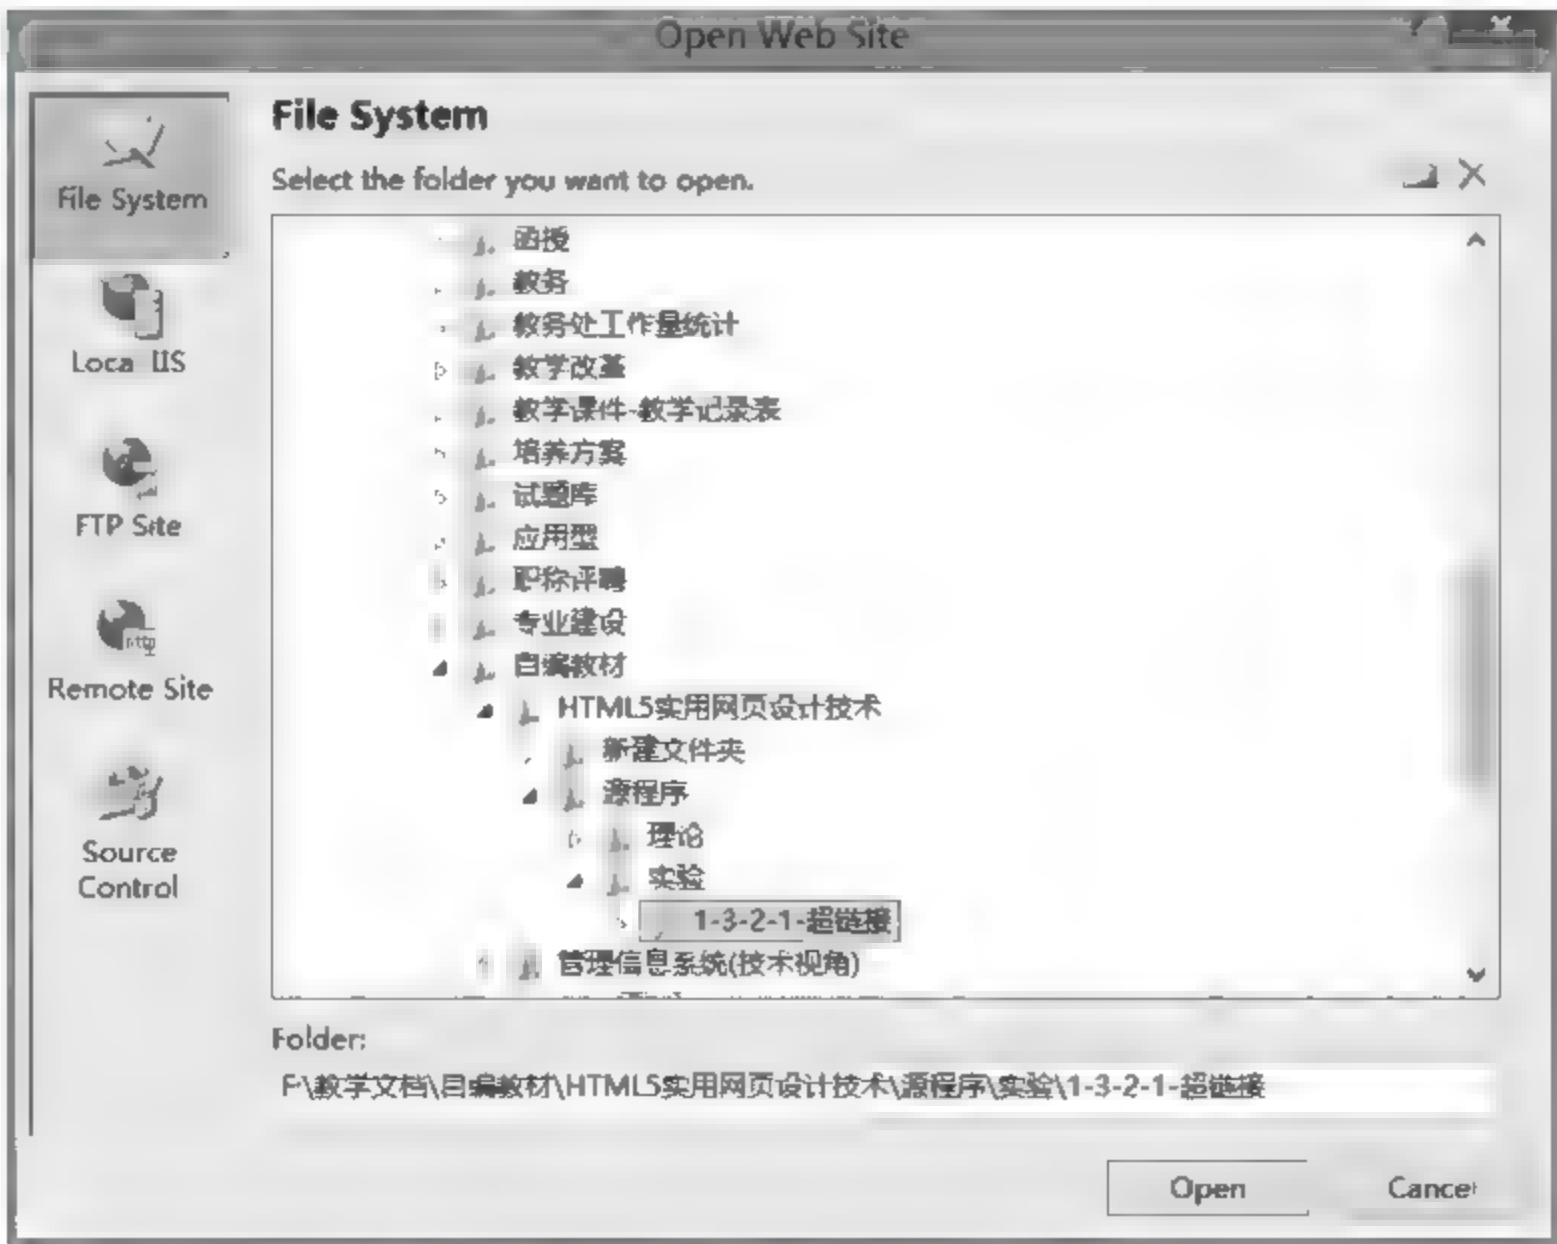 Open Web Site
File System
Select the folder you want to open.
File System
Local IIS
FTP Site
Remote Site
Source
Control
函授
教务
教务处工作量统计
教学改革
教学课件-教学记录表
培养方案
试题库
应用型
职称评聘
专业建设
自编教材
HTML5实用网页设计技术
新建文件夹
源程序
理论
实验
1-3-2-1-超链接
管理信息系统(技术视角)
Folder:
F:\教学文档\自编教材\HTML5实用网页设计技术\源程序\实验\1-3-2-1-超链接
Open
Cancel